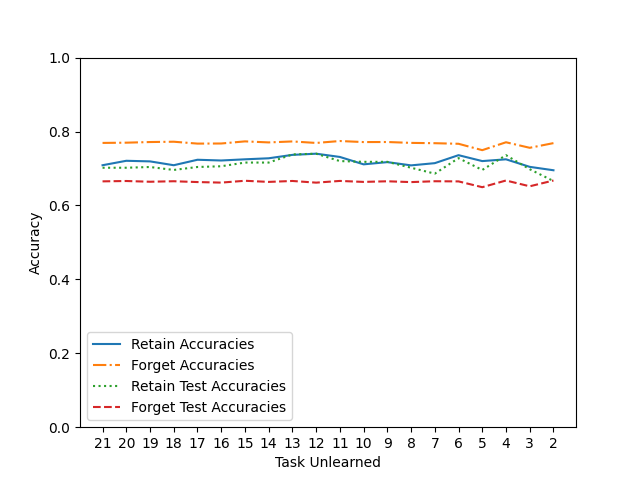 1.0
0.8
0.6
0.4
0.2
0.0
Accuracy
Retain Accuracies
Forget Accuracies
Retain Test Accuracies
Forget Test Accuracies
21 20 19 18 17 16 15 14 13 12 11 10 9 8 7 6 5 4 3 2
Task Unlearned